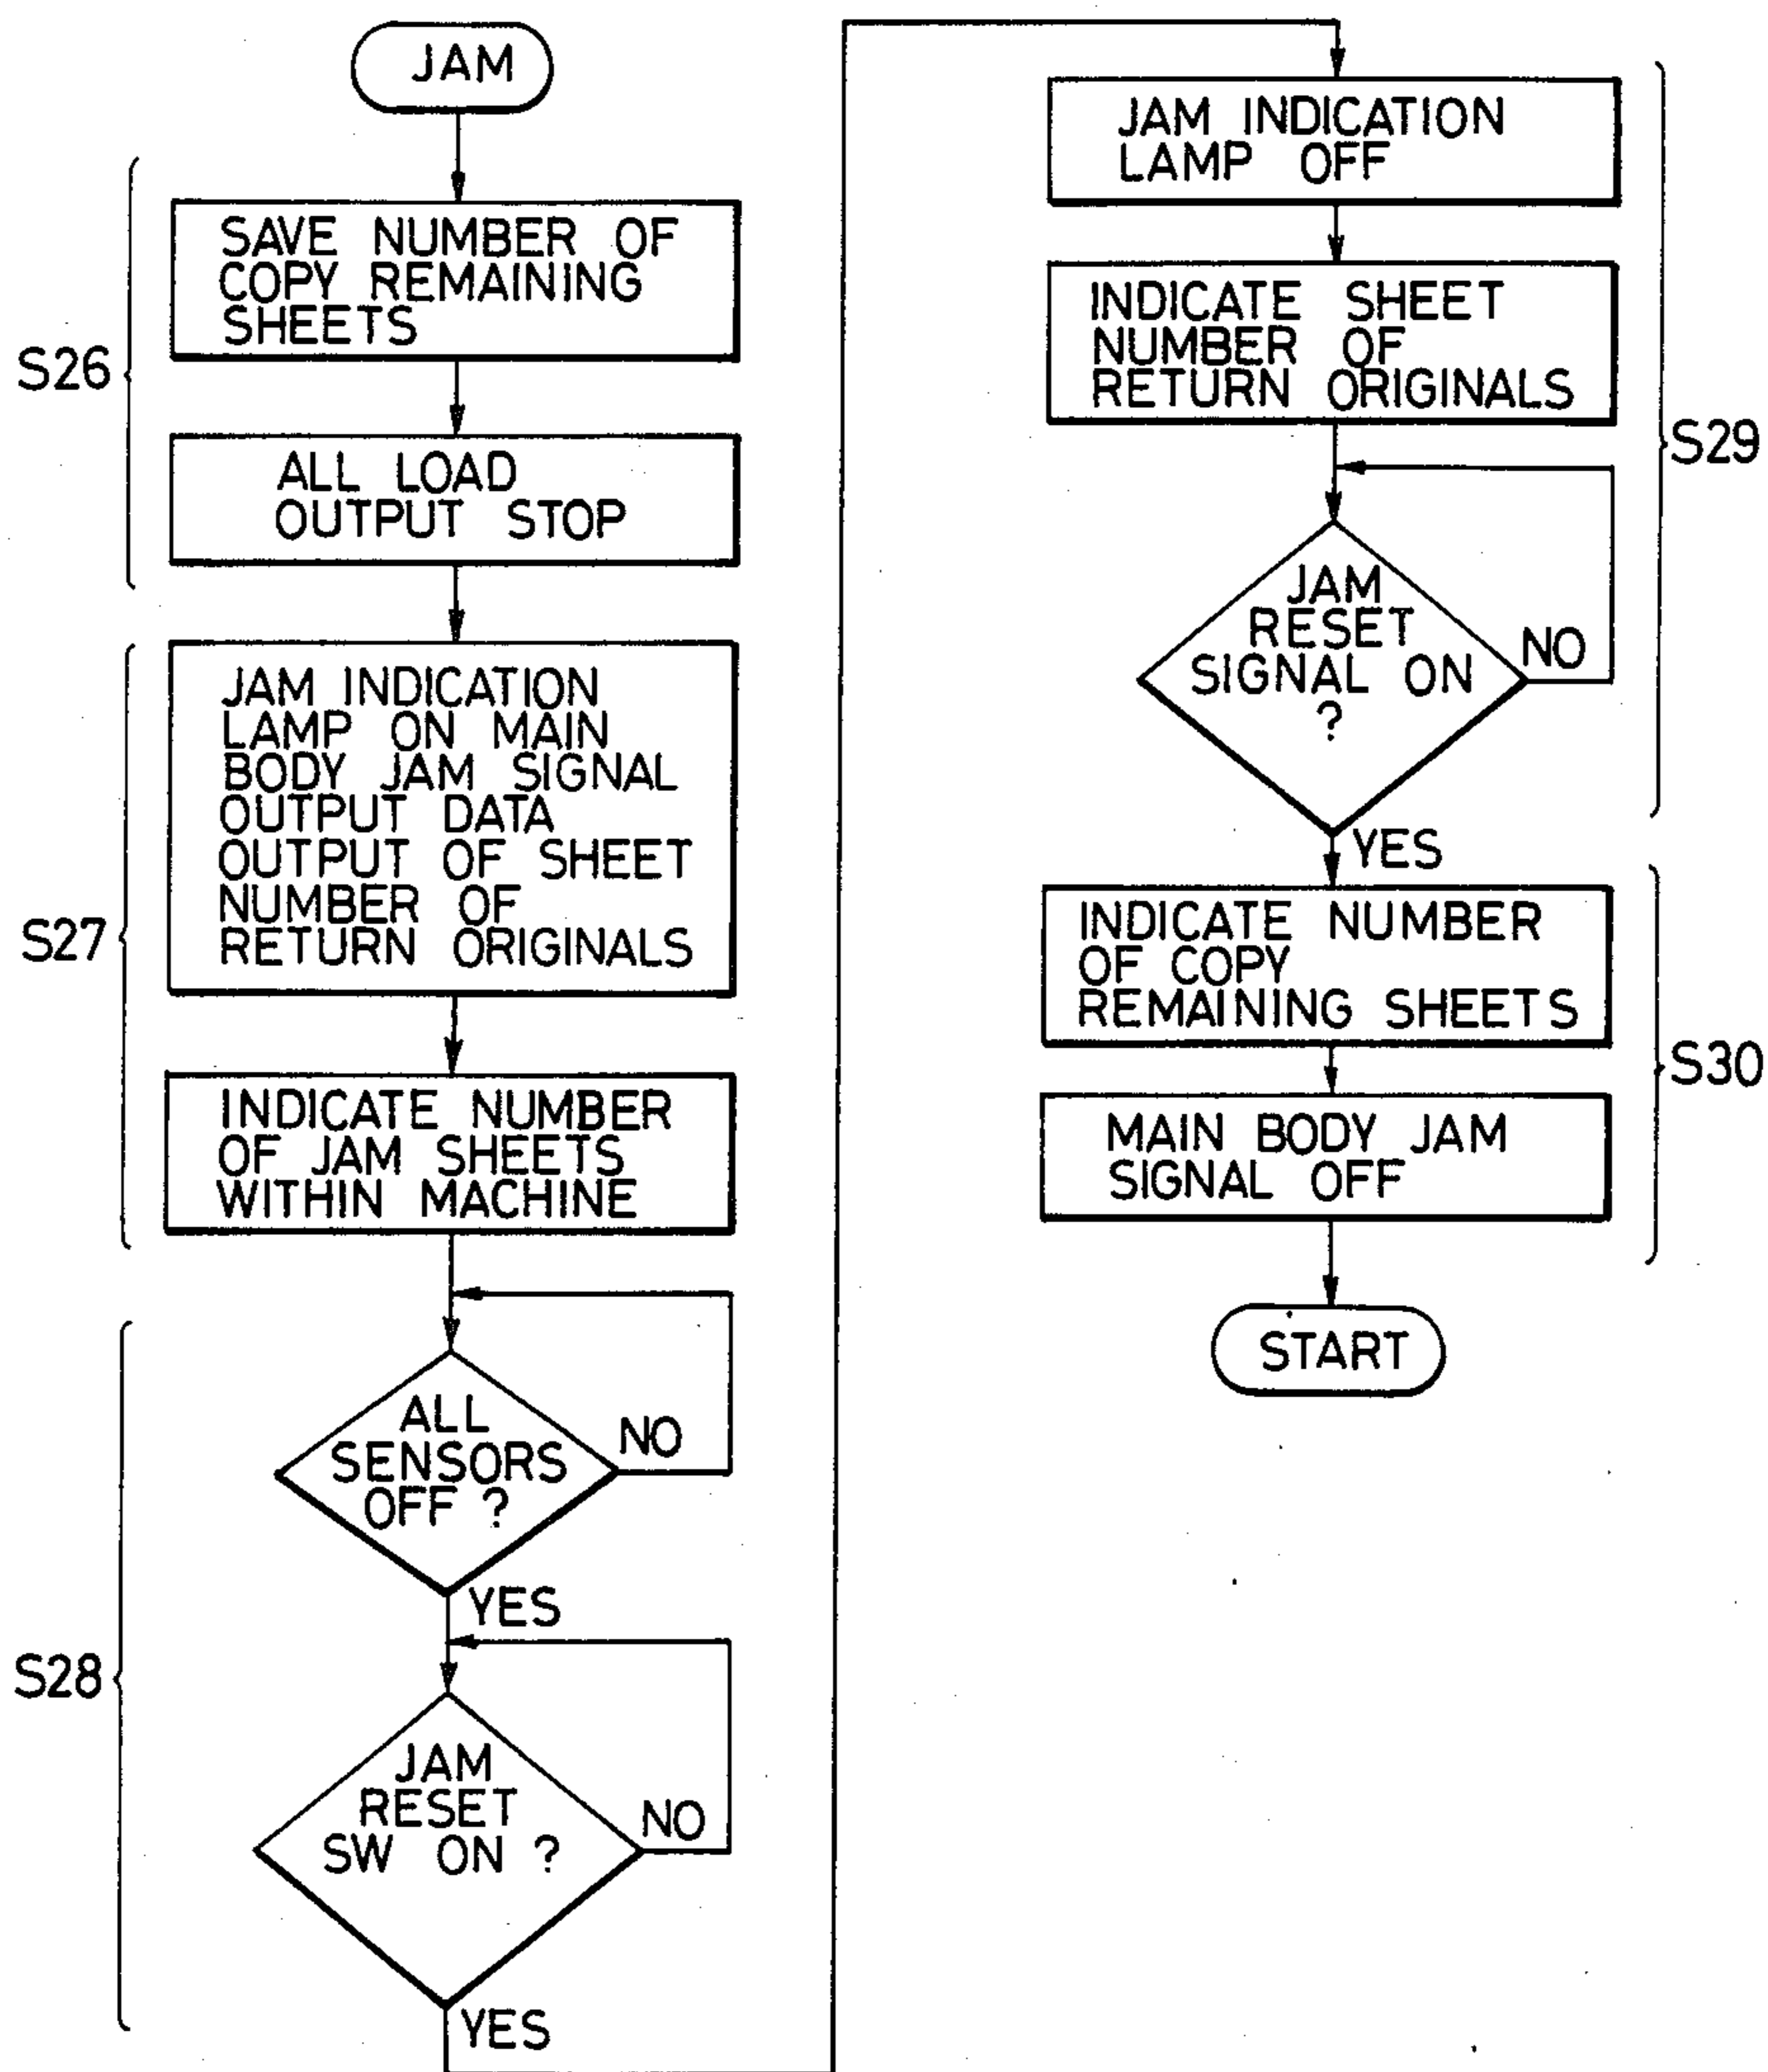 JAM
S26
SAVE NUMBER OF
COPY REMAINING
SHEETS
ALL LOAD
OUTPUT STOP
S27
JAM INDICATION
LAMP ON MAIN
BODY JAM SIGNAL
OUTPUT DATA
OUTPUT OF SHEET
NUMBER OF
RETURN ORIGINALS
INDICATE NUMBER
OF JAM SHEETS
WITHIN MACHINE
S28
ALL
SENSORS
OFF ?
NO
YES
JAM
RESET
SW ON ?
NO
YES
JAM INDICATION
LAMP OFF
S29
INDICATE SHEET
NUMBER OF
RETURN ORIGINALS
JAM
RESET
SIGNAL ON
?
NO
YES
S30
INDICATE NUMBER
OF COPY
REMAINING SHEETS
MAIN BODY JAM
SIGNAL OFF
START